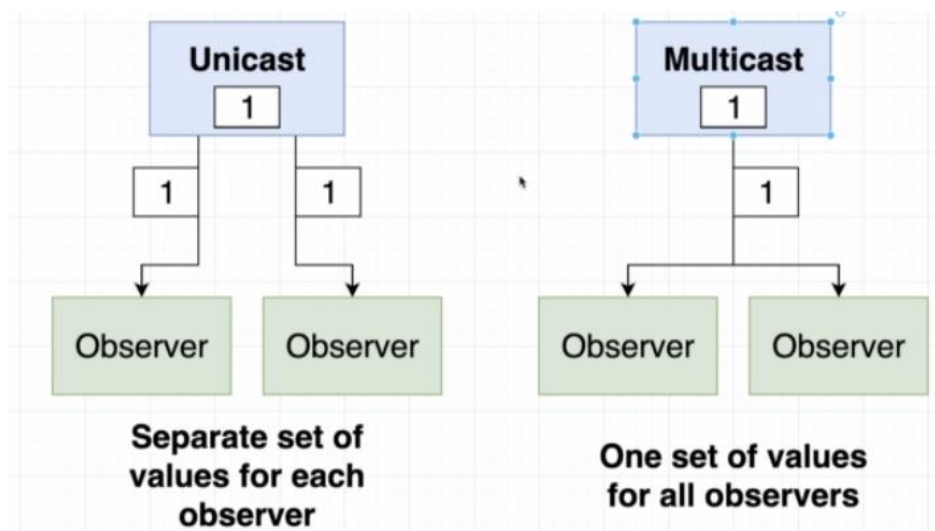 Unicast
1
1
1
Observer
Observer
Separate set of
values for each
observer
Multicast
1
1
Observer
Observer
One set of values
for all observers